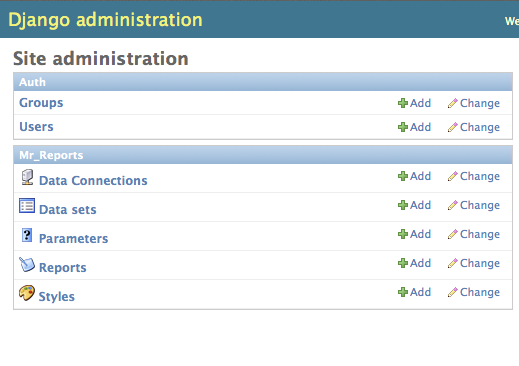 Django administration
We
Site administration
Auth
Groups Add Change
Users Add Change
Mr_Reports
Data Connections Add Change
Data sets Add Change
? Parameters Add Change
Reports Add Change
Styles Add Change